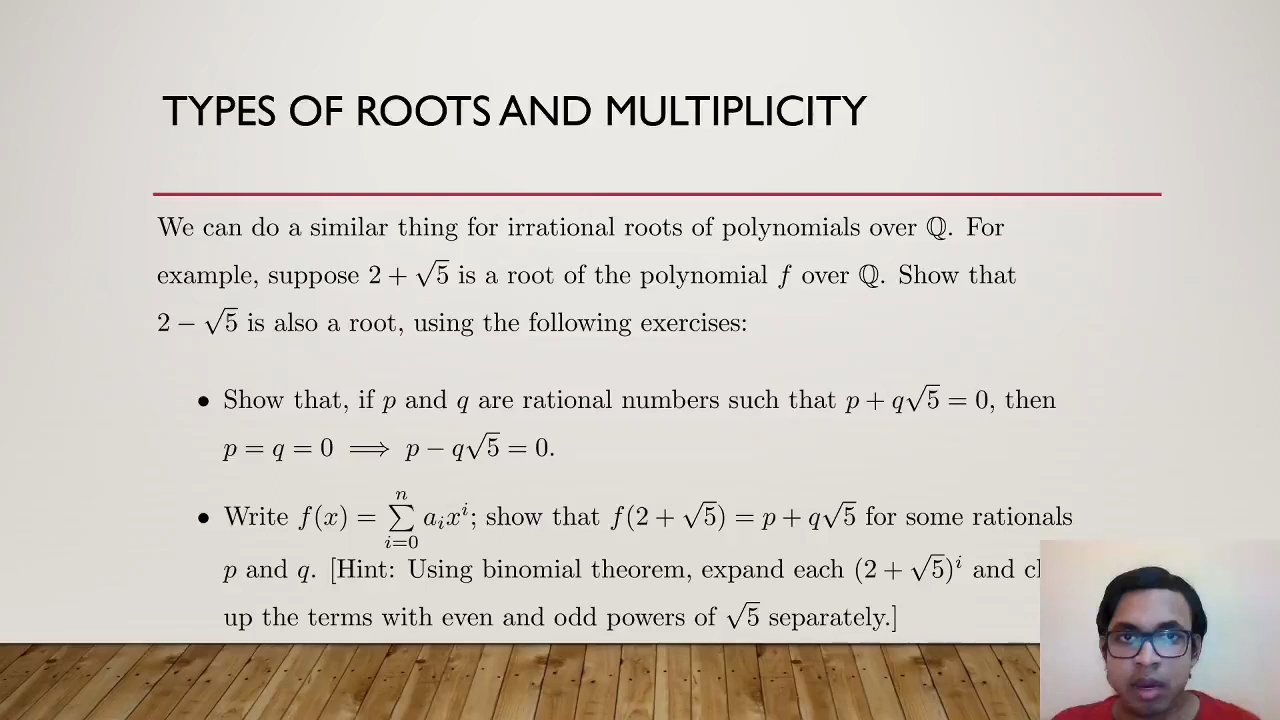 TYPES OF ROOTS AND MULTIPLICITY
We can do a similar thing for irrational roots of polynomials over ℚ. For
example, suppose 2 + √5 is a root of the polynomial f over ℚ. Show that
2 − √5 is also a root, using the following exercises:
• Show that, if p and q are rational numbers such that p + q√5 = 0, then
p = q = 0 ⟹ p − q√5 = 0.
• Write f(x) = ∑_{i=0}^{n} a_i x^i; show that f(2 + √5) = p + q√5 for some rationals
p and q. [Hint: Using binomial theorem, expand each (2 + √5)^i and
up the terms with even and odd powers of √5 separately.]